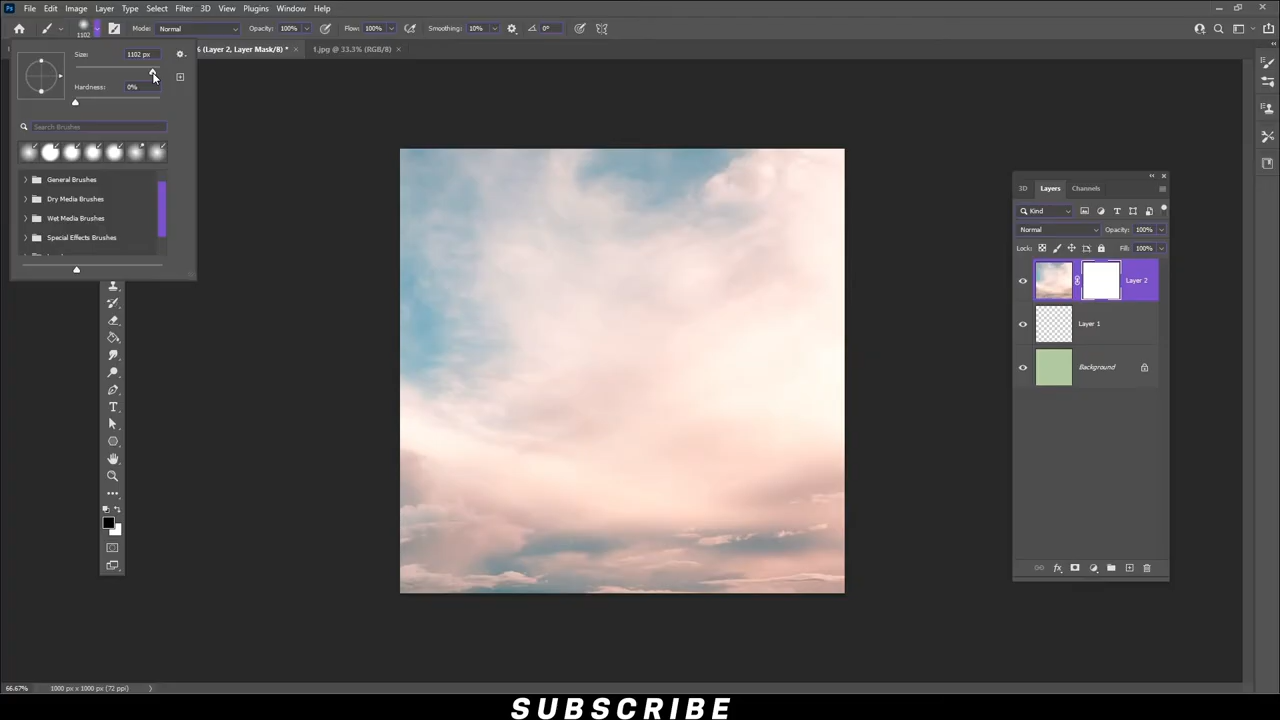 Ps File Edit Image Layer Type Select Filter 3D View Plugins Window Help
1102 Mode: Normal Opacity: 100% Flow: 100% Smoothing: 10% 0°
% (Layer 2, Layer Mask/8) * × 1.jpg @ 33.3% (RGB/8) ×
Size: 1102 px
Hardness: 0%
Search Brushes
General Brushes
Dry Media Brushes
Wet Media Brushes
Special Effects Brushes
3D Layers Channels
Kind
Normal Opacity: 100%
Lock: Fill: 100%
Layer 2
Layer 1
Background
66.67% 1000 px x 1000 px (72 ppi)
SUBSCRIBE